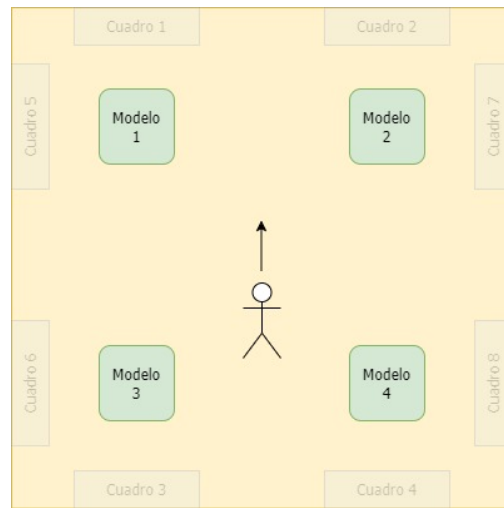 Cuadro 1
Cuadro 2
Cuadro 5
Modelo
1
Modelo
2
Cuadro 7
Cuadro 6
Modelo
3
Modelo
4
Cuadro 8
Cuadro 3
Cuadro 4